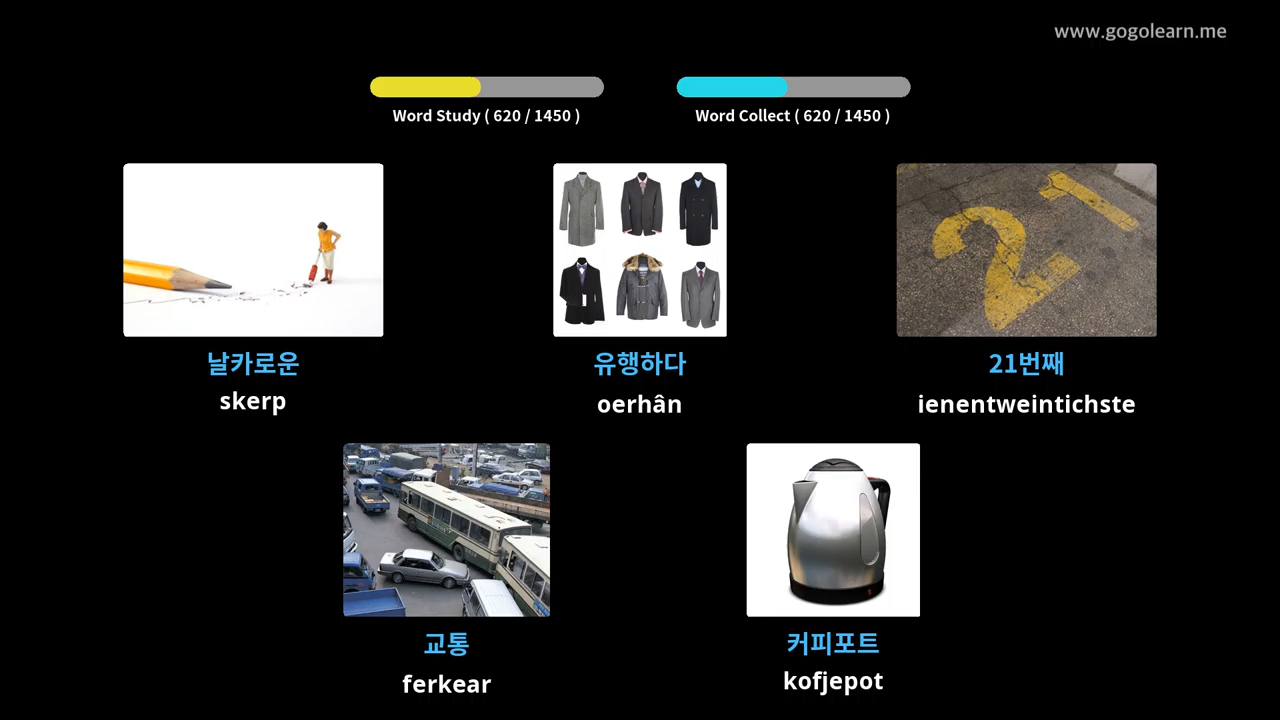 www.gogolearn.me
Word Study ( 620 / 1450 )
Word Collect ( 620 / 1450 )
21
날카로운
skerp
유행하다
oerhân
21번째
ienentweintichste
교통
ferkear
커피포트
kofjepot